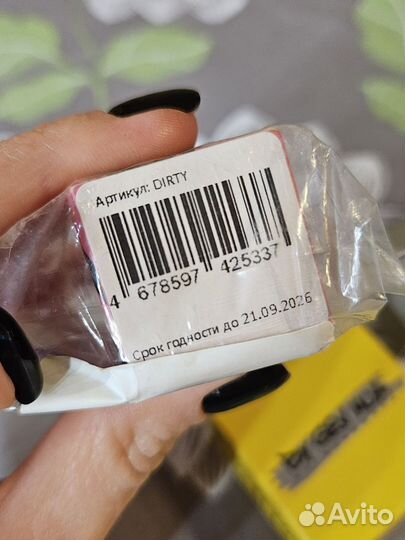 Артикул: DIRTY
4 678597 425337
Срок годности до 21.09.2026
Avito